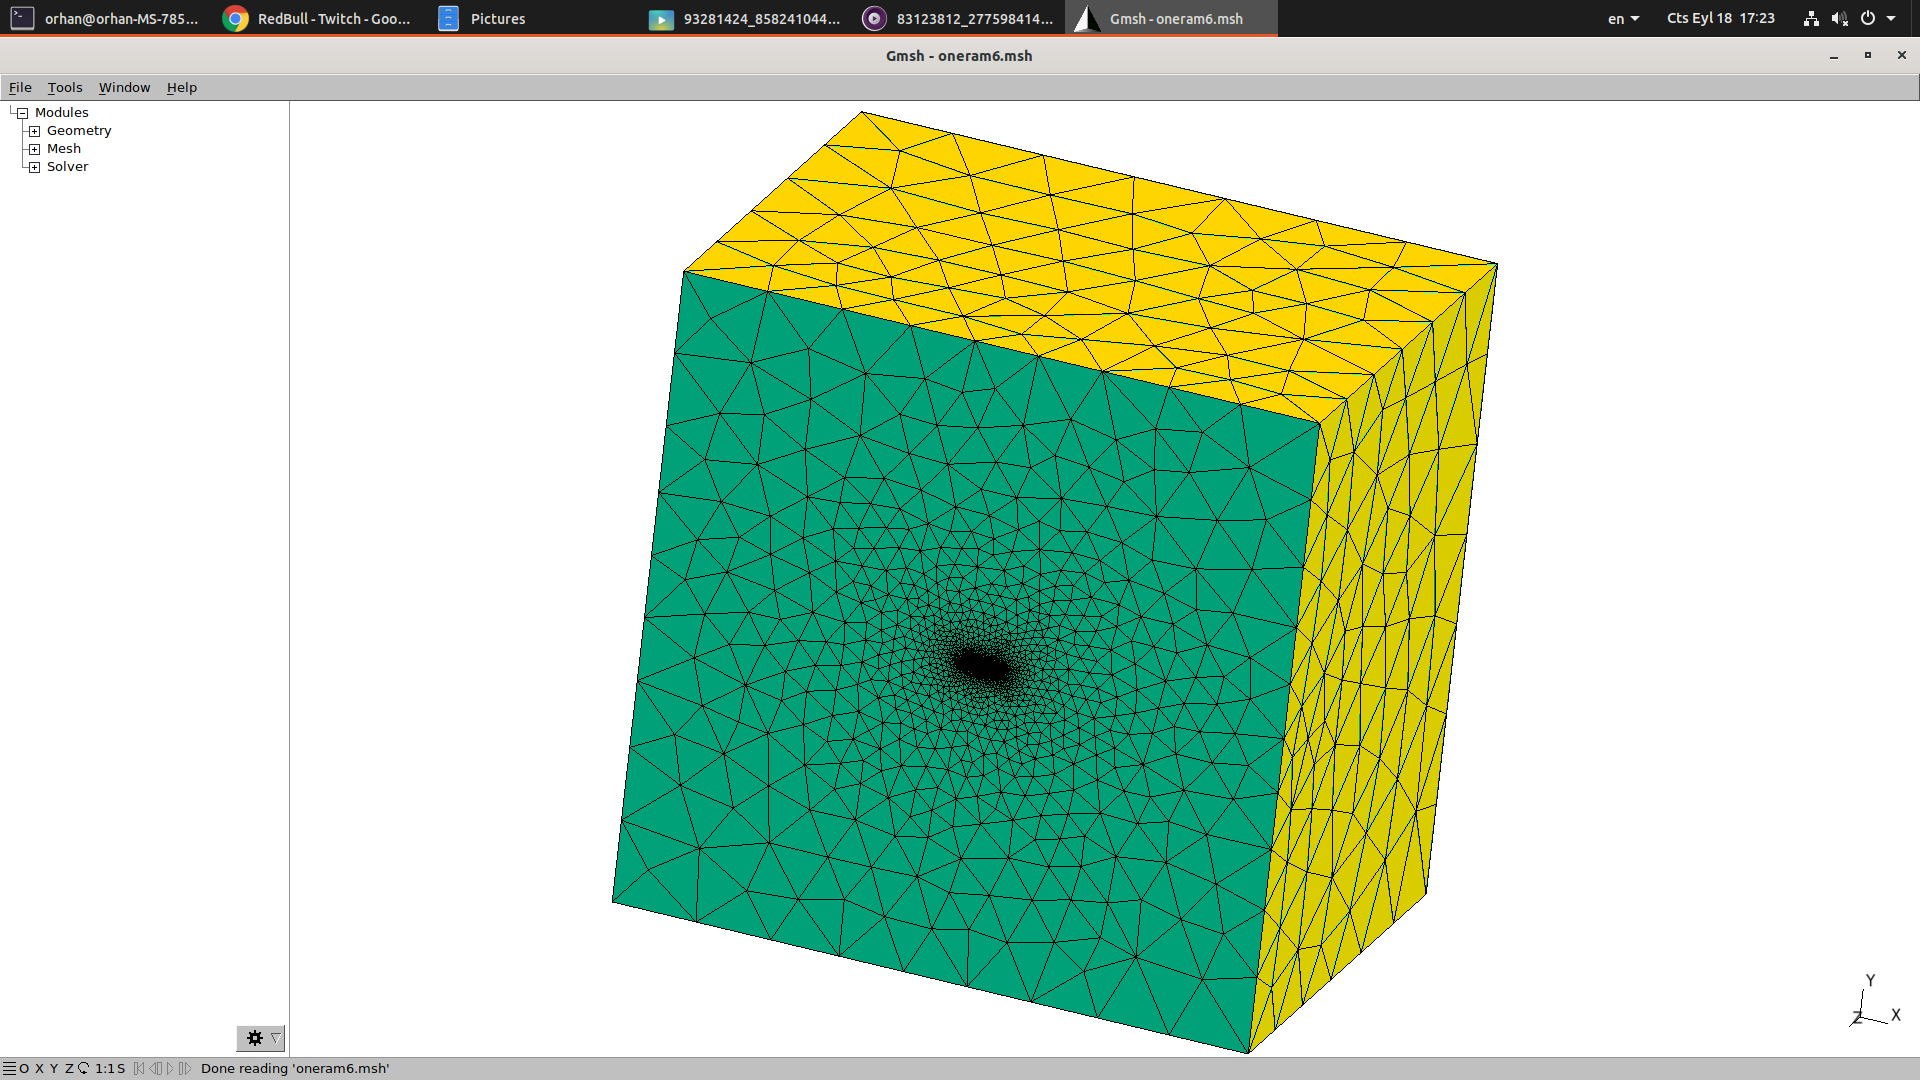 orhan@orhan-MS-785... RedBull - Twitch - Goo... Pictures 93281424_858241044... 83123812_277598414... Gmsh - oneram6.msh en Cts Eyl 18 17:23
Gmsh - oneram6.msh
File Tools Window Help
Modules
Geometry
Mesh
Solver
Y
Z X
O X Y Z 1:1 S Done reading 'oneram6.msh'